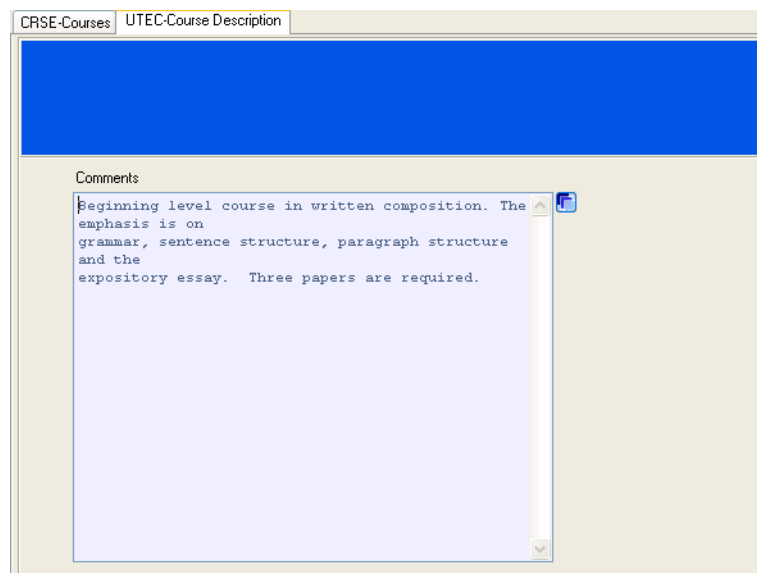 CRSE-Courses UTEC-Course Description
Comments
Beginning level course in written composition. The
emphasis is on
grammar, sentence structure, paragraph structure
and the
expository essay.  Three papers are required.